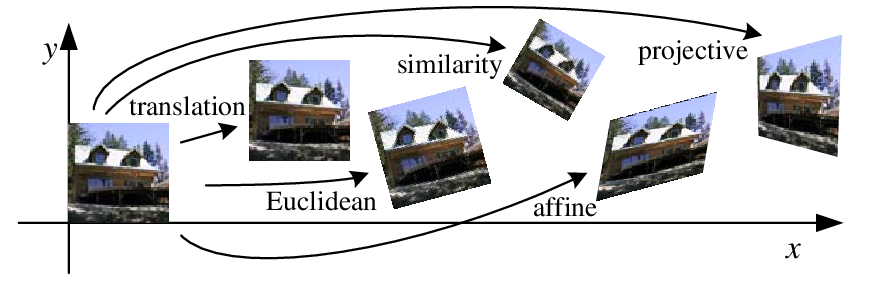 y
similarity
projective
translation
Euclidean
affine
x